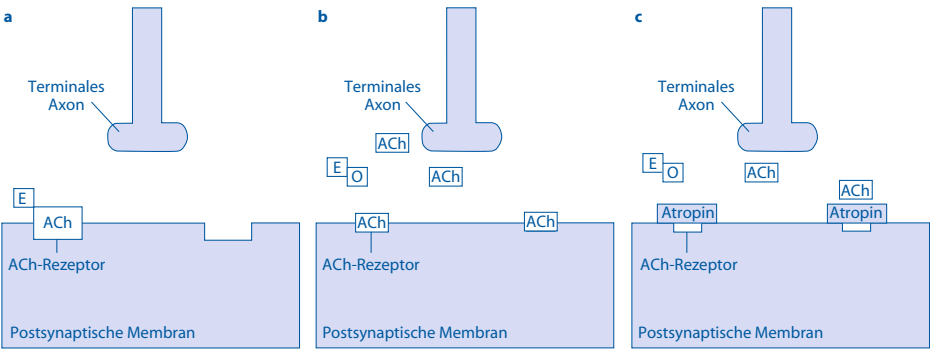 a
Terminales
Axon
E
ACh
ACh-Rezeptor
Postsynaptische Membran
b
Terminales
Axon
ACh
E
O
ACh
ACh
ACh
ACh-Rezeptor
Postsynaptische Membran
c
Terminales
Axon
E
O
ACh
ACh
Atropin
Atropin
ACh-Rezeptor
Postsynaptische Membran